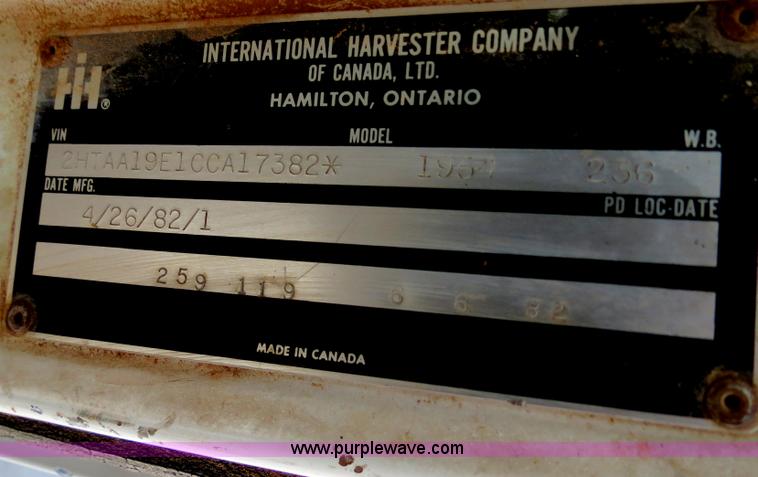 IH®
INTERNATIONAL HARVESTER COMPANY
OF CANADA, LTD.
HAMILTON, ONTARIO
VIN MODEL W.B.
2HTAA19E1CCA17382* 236
DATE MFG. PD LOC-DATE
4/26/82/1
259 119 6 6 82
MADE IN CANADA
www.purplewave.com